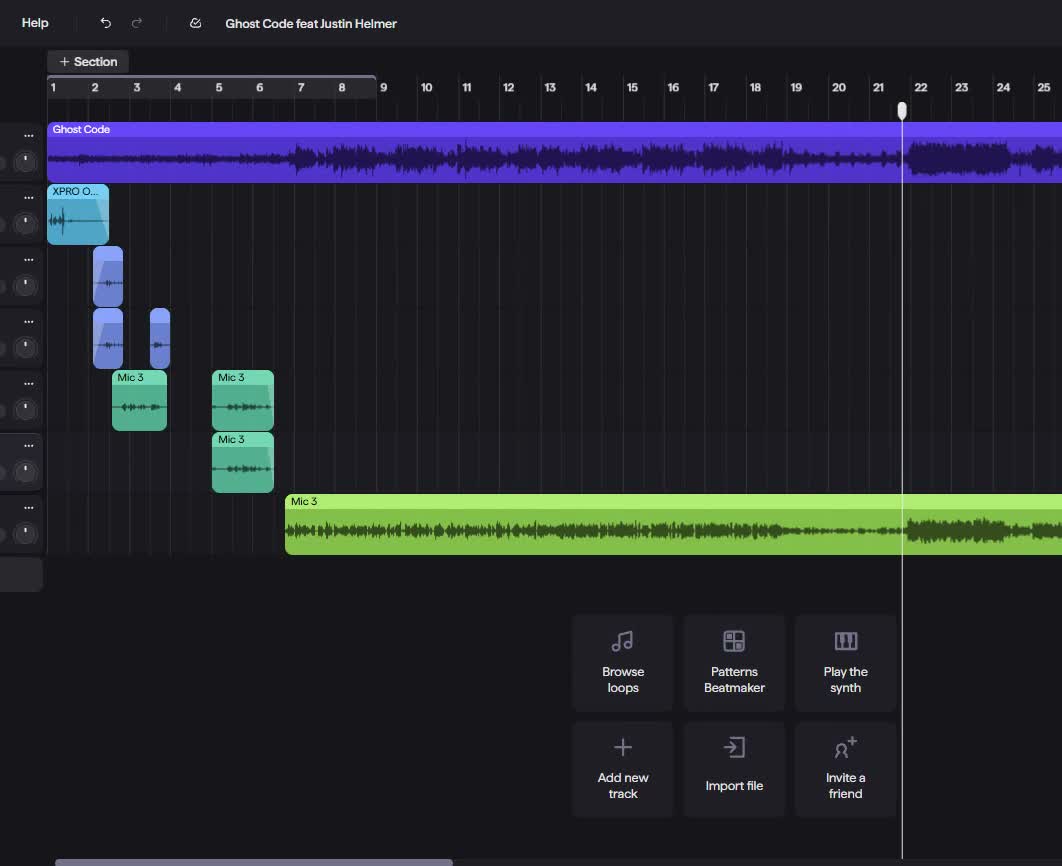 Help
Ghost Code feat Justin Helmer
+ Section
1 2 3 4 5 6 7 8 9 10 11 12 13 14 15 16 17 18 19 20 21 22 23 24 25
Ghost Code
XPRO O...
Mic 3 Mic 3
Mic 3
Mic 3
Browse
loops
Patterns
Beatmaker
Play the
synth
Add new
track
Import file
Invite a
friend